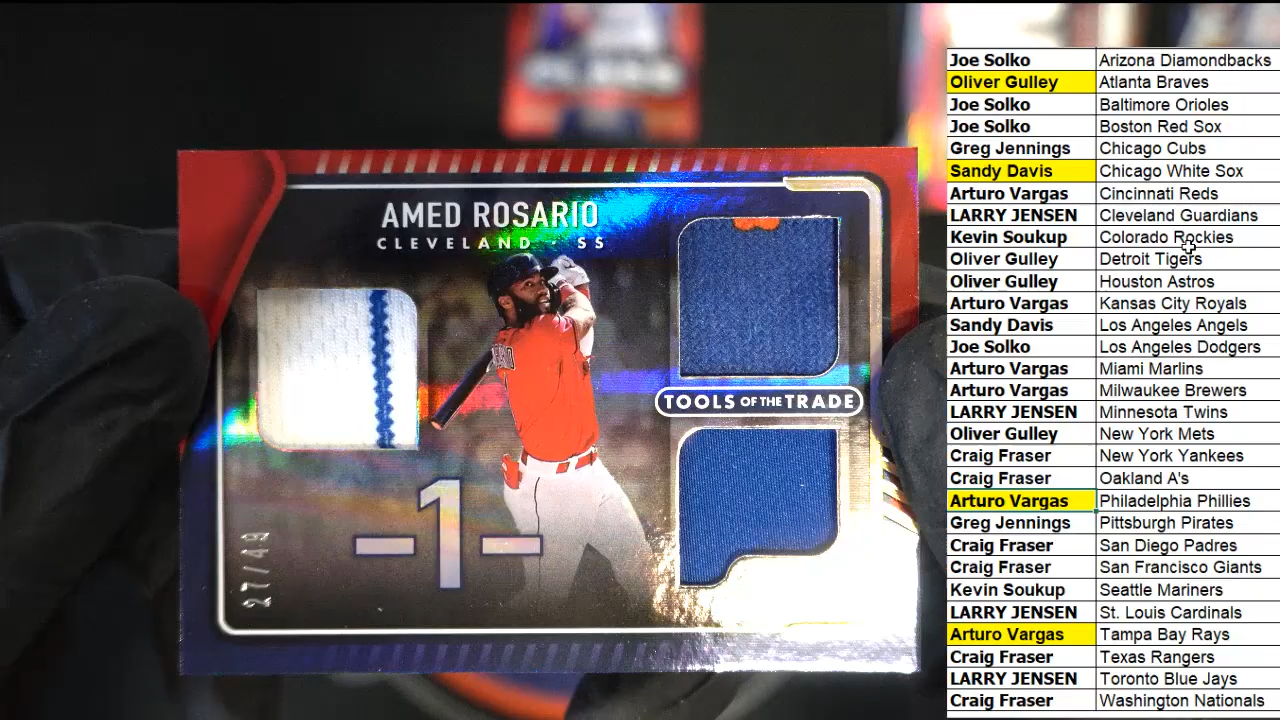 AMED ROSARIO
CLEVELAND · SS
TOOLS OF THE TRADE
27/49
Joe Solko Arizona Diamondbacks
Oliver Gulley Atlanta Braves
Joe Solko Baltimore Orioles
Joe Solko Boston Red Sox
Greg Jennings Chicago Cubs
Sandy Davis Chicago White Sox
Arturo Vargas Cincinnati Reds
LARRY JENSEN Cleveland Guardians
Kevin Soukup Colorado Rockies
Oliver Gulley Detroit Tigers
Oliver Gulley Houston Astros
Arturo Vargas Kansas City Royals
Sandy Davis Los Angeles Angels
Joe Solko Los Angeles Dodgers
Arturo Vargas Miami Marlins
Arturo Vargas Milwaukee Brewers
LARRY JENSEN Minnesota Twins
Oliver Gulley New York Mets
Craig Fraser New York Yankees
Craig Fraser Oakland A's
Arturo Vargas Philadelphia Phillies
Greg Jennings Pittsburgh Pirates
Craig Fraser San Diego Padres
Craig Fraser San Francisco Giants
Kevin Soukup Seattle Mariners
LARRY JENSEN St. Louis Cardinals
Arturo Vargas Tampa Bay Rays
Craig Fraser Texas Rangers
LARRY JENSEN Toronto Blue Jays
Craig Fraser Washington Nationals